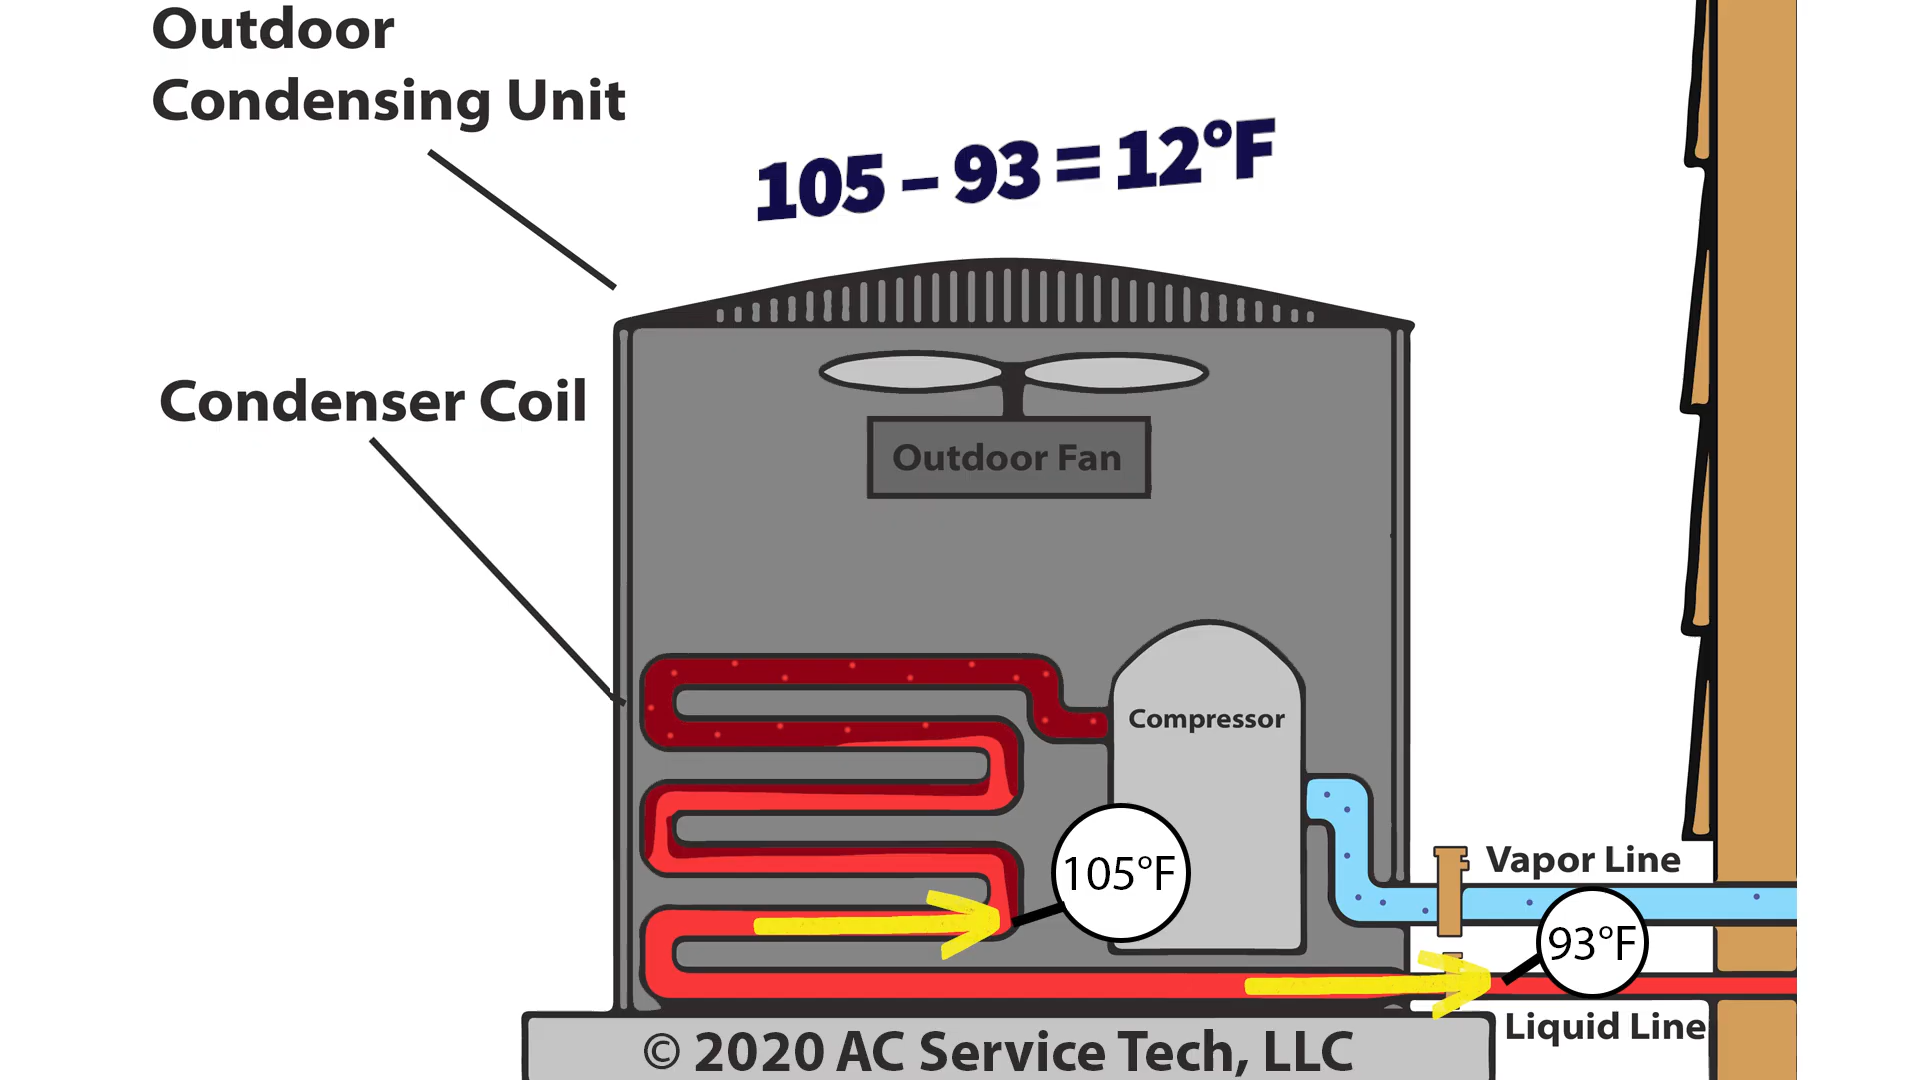 Outdoor
Condensing Unit
105 – 93 = 12°F
Condenser Coil
Outdoor Fan
Compressor
105°F
Vapor Line
93°F
Liquid Line
© 2020 AC Service Tech, LLC